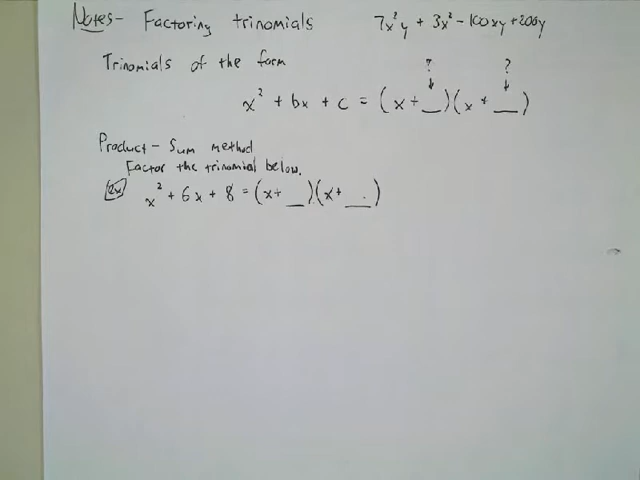 Notes- Factoring trinomials 7x²y + 3x² - 100xy + 200y
Trinomials of the form ? ?
x² + bx + c = (x + __)(x + __)
Product - Sum method
Factor the trinomial below.
Ex x² + 6x + 8 = (x + __)(x + __)